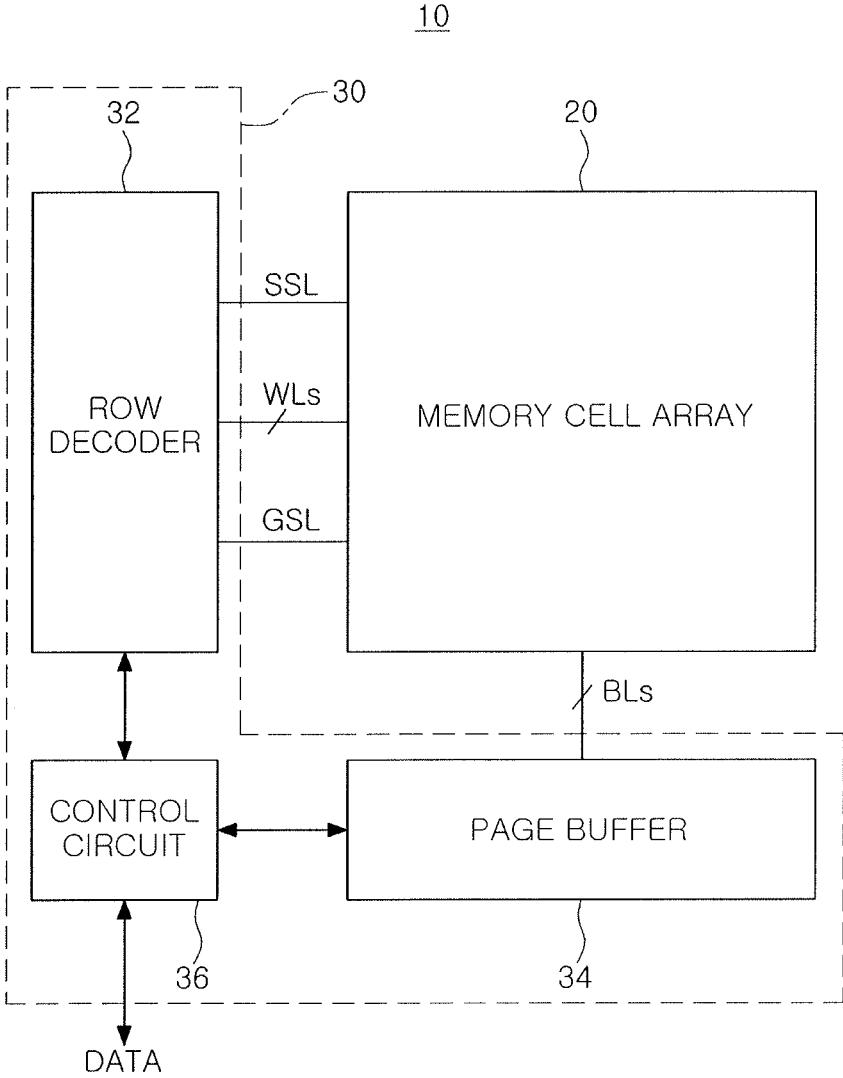 10
30
32
20
SSL
WLs
GSL
ROW
DECODER
MEMORY CELL ARRAY
BLs
CONTROL
CIRCUIT
PAGE BUFFER
36
34
DATA